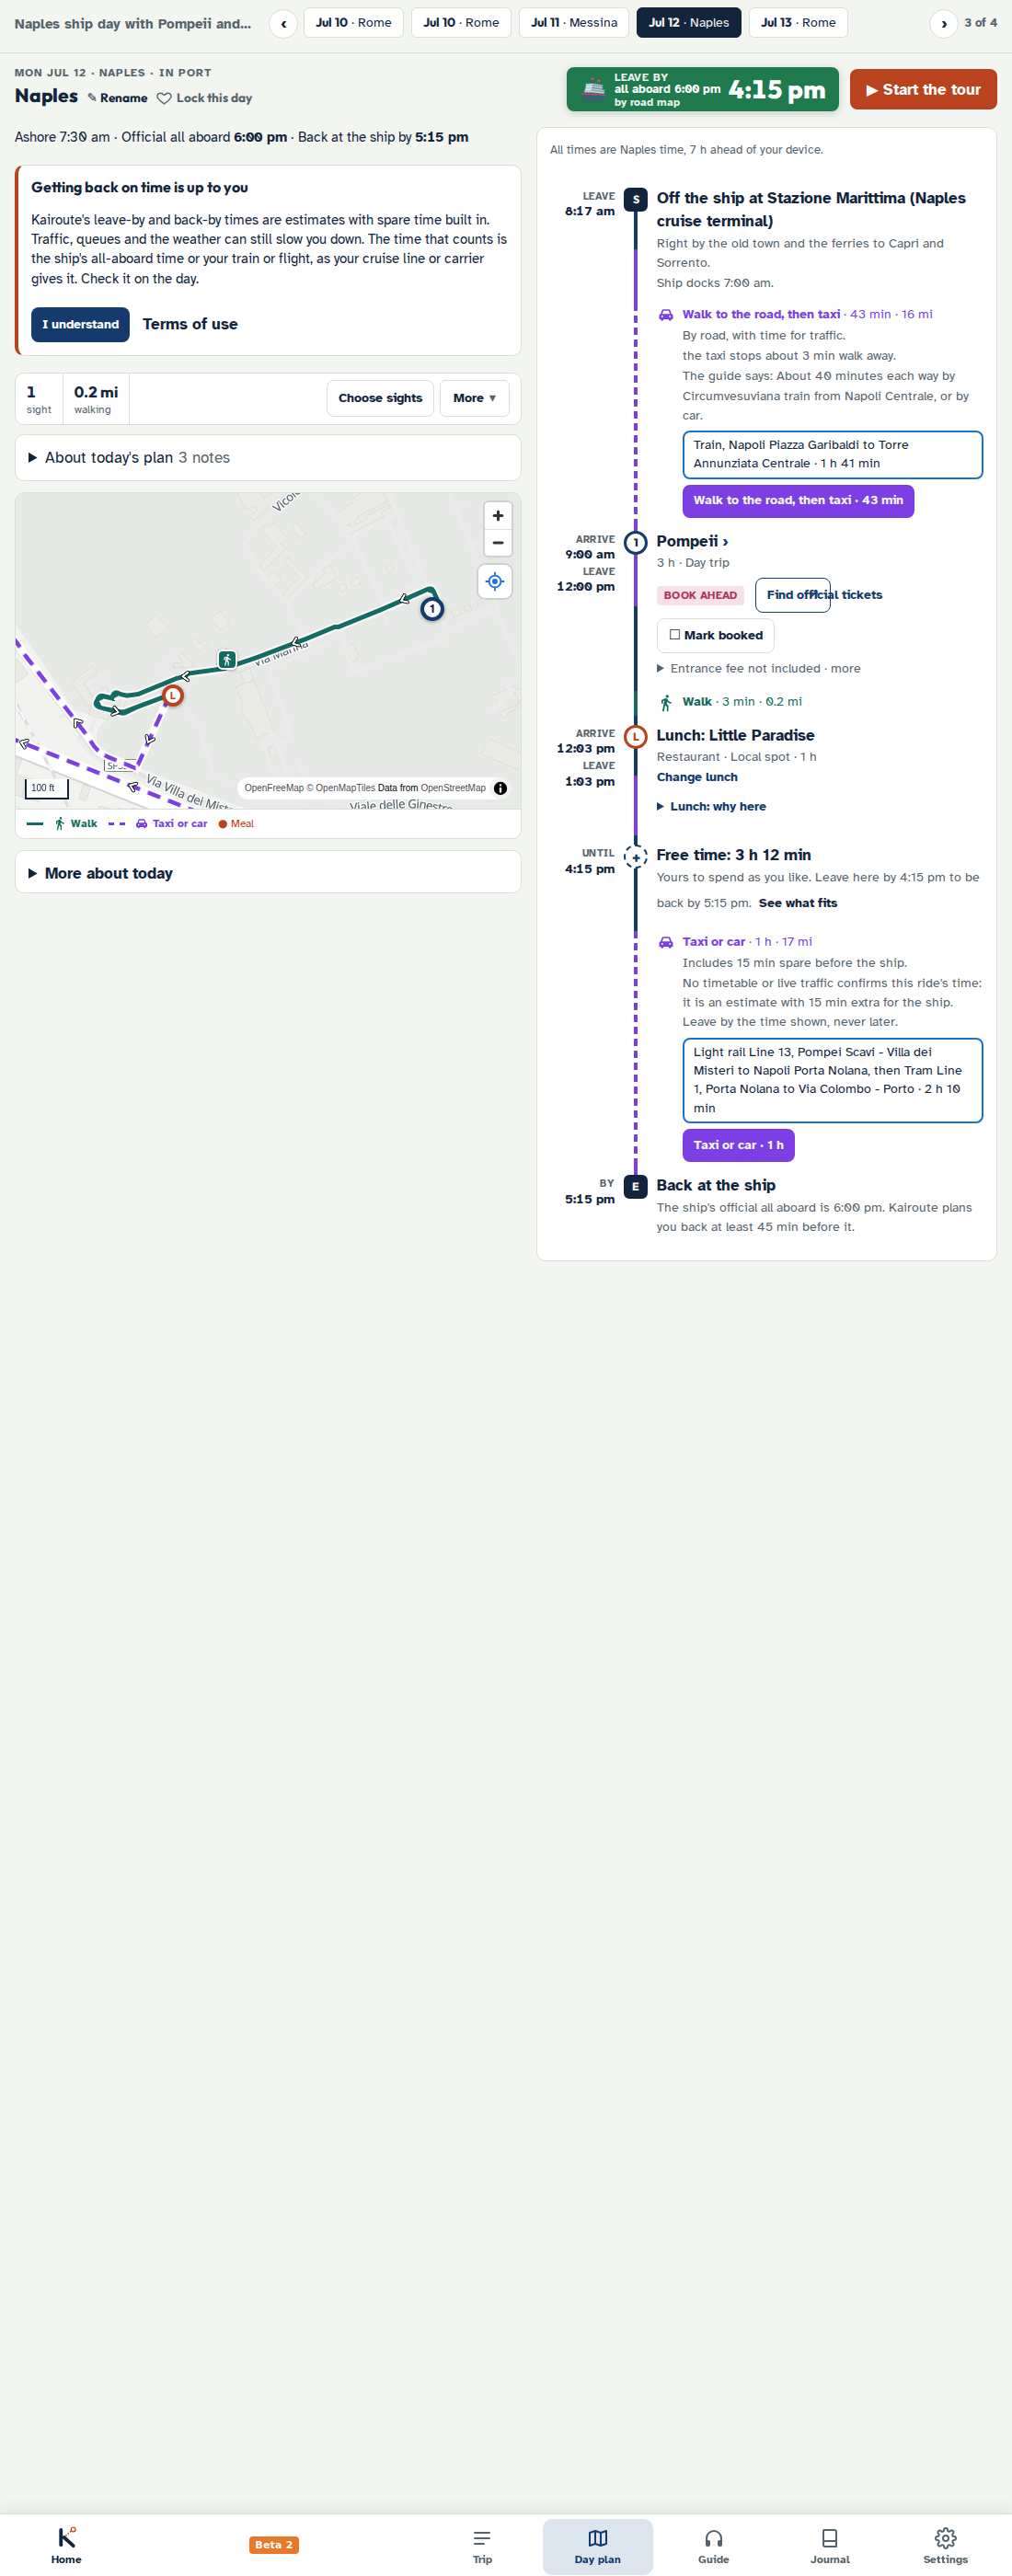 Naples ship day with Pompeii and...
‹
Jul 10 · Rome
Jul 10 · Rome
Jul 11 · Messina
Jul 12 · Naples
Jul 13 · Rome
›
3 of 4
MON JUL 12 · NAPLES · IN PORT
Naples ✎ Rename ♡ Lock this day
LEAVE BY
all aboard 6:00 pm
by road map
4:15 pm
▶ Start the tour
Ashore 7:30 am · Official all aboard 6:00 pm · Back at the ship by 5:15 pm
Getting back on time is up to you
Kairoute's leave-by and back-by times are estimates with spare time built in.
Traffic, queues and the weather can still slow you down. The time that counts is
the ship's all-aboard time or your train or flight, as your cruise line or carrier
gives it. Check it on the day.
I understand
Terms of use
1
sight
0.2 mi
walking
Choose sights
More ▾
▶ About today's plan 3 notes
Via Marina
1
L
Via Villa dei Mist
Viale delle Ginestre
+
−
100 ft
OpenFreeMap © OpenMapTiles Data from OpenStreetMap
Walk
Taxi or car
Meal
▶ More about today
All times are Naples time, 7 h ahead of your device.
LEAVE
8:17 am
S
Off the ship at Stazione Marittima (Naples
cruise terminal)
Right by the old town and the ferries to Capri and
Sorrento.
Ship docks 7:00 am.
Walk to the road, then taxi · 43 min · 16 mi
By road, with time for traffic.
the taxi stops about 3 min walk away.
The guide says: About 40 minutes each way by
Circumvesuviana train from Napoli Centrale, or by
car.
Train, Napoli Piazza Garibaldi to Torre
Annunziata Centrale · 1 h 41 min
Walk to the road, then taxi · 43 min
ARRIVE
9:00 am
LEAVE
12:00 pm
1
Pompeii ›
3 h · Day trip
BOOK AHEAD
Find official tickets
☐ Mark booked
▶ Entrance fee not included · more
Walk · 3 min · 0.2 mi
ARRIVE
12:03 pm
LEAVE
1:03 pm
L
Lunch: Little Paradise
Restaurant · Local spot · 1 h
Change lunch
▶ Lunch: why here
UNTIL
4:15 pm
+
Free time: 3 h 12 min
Yours to spend as you like. Leave here by 4:15 pm to be
back by 5:15 pm. See what fits
Taxi or car · 1 h · 17 mi
Includes 15 min spare before the ship.
No timetable or live traffic confirms this ride's time:
it is an estimate with 15 min extra for the ship.
Leave by the time shown, never later.
Light rail Line 13, Pompei Scavi - Villa dei
Misteri to Napoli Porta Nolana, then Tram Line
1, Porta Nolana to Via Colombo - Porto · 2 h 10
min
Taxi or car · 1 h
BY
5:15 pm
E
Back at the ship
The ship's official all aboard is 6:00 pm. Kairoute plans
you back at least 45 min before it.
Home
Beta 2
Trip
Day plan
Guide
Journal
Settings